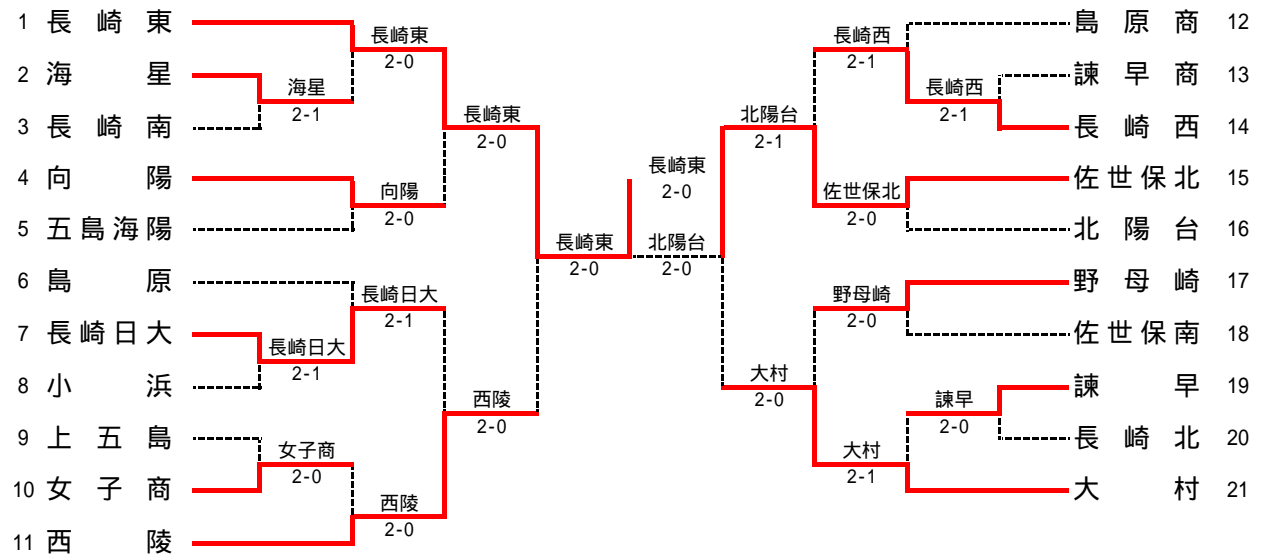 1 長崎東
2 海星
3 長崎南
4 向陽
5 五島海陽
6 島原
7 長崎日大
8 小浜
9 上五島
10 女子商
11 西陵
海星
2-1
長崎日大
2-1
女子商
2-0
長崎東
2-0
向陽
2-0
長崎日大
2-1
西陵
2-0
長崎東
2-0
西陵
2-0
長崎東
2-0
長崎東
2-0
北陽台
2-0
北陽台
2-1
大村
2-0
長崎西
2-1
佐世保北
2-0
野母崎
2-0
大村
2-1
長崎西
2-1
諫早
2-0
島原商 12
諫早商 13
長崎西 14
佐世保北 15
北陽台 16
野母崎 17
佐世保南 18
諫早 19
長崎北 20
大村 21